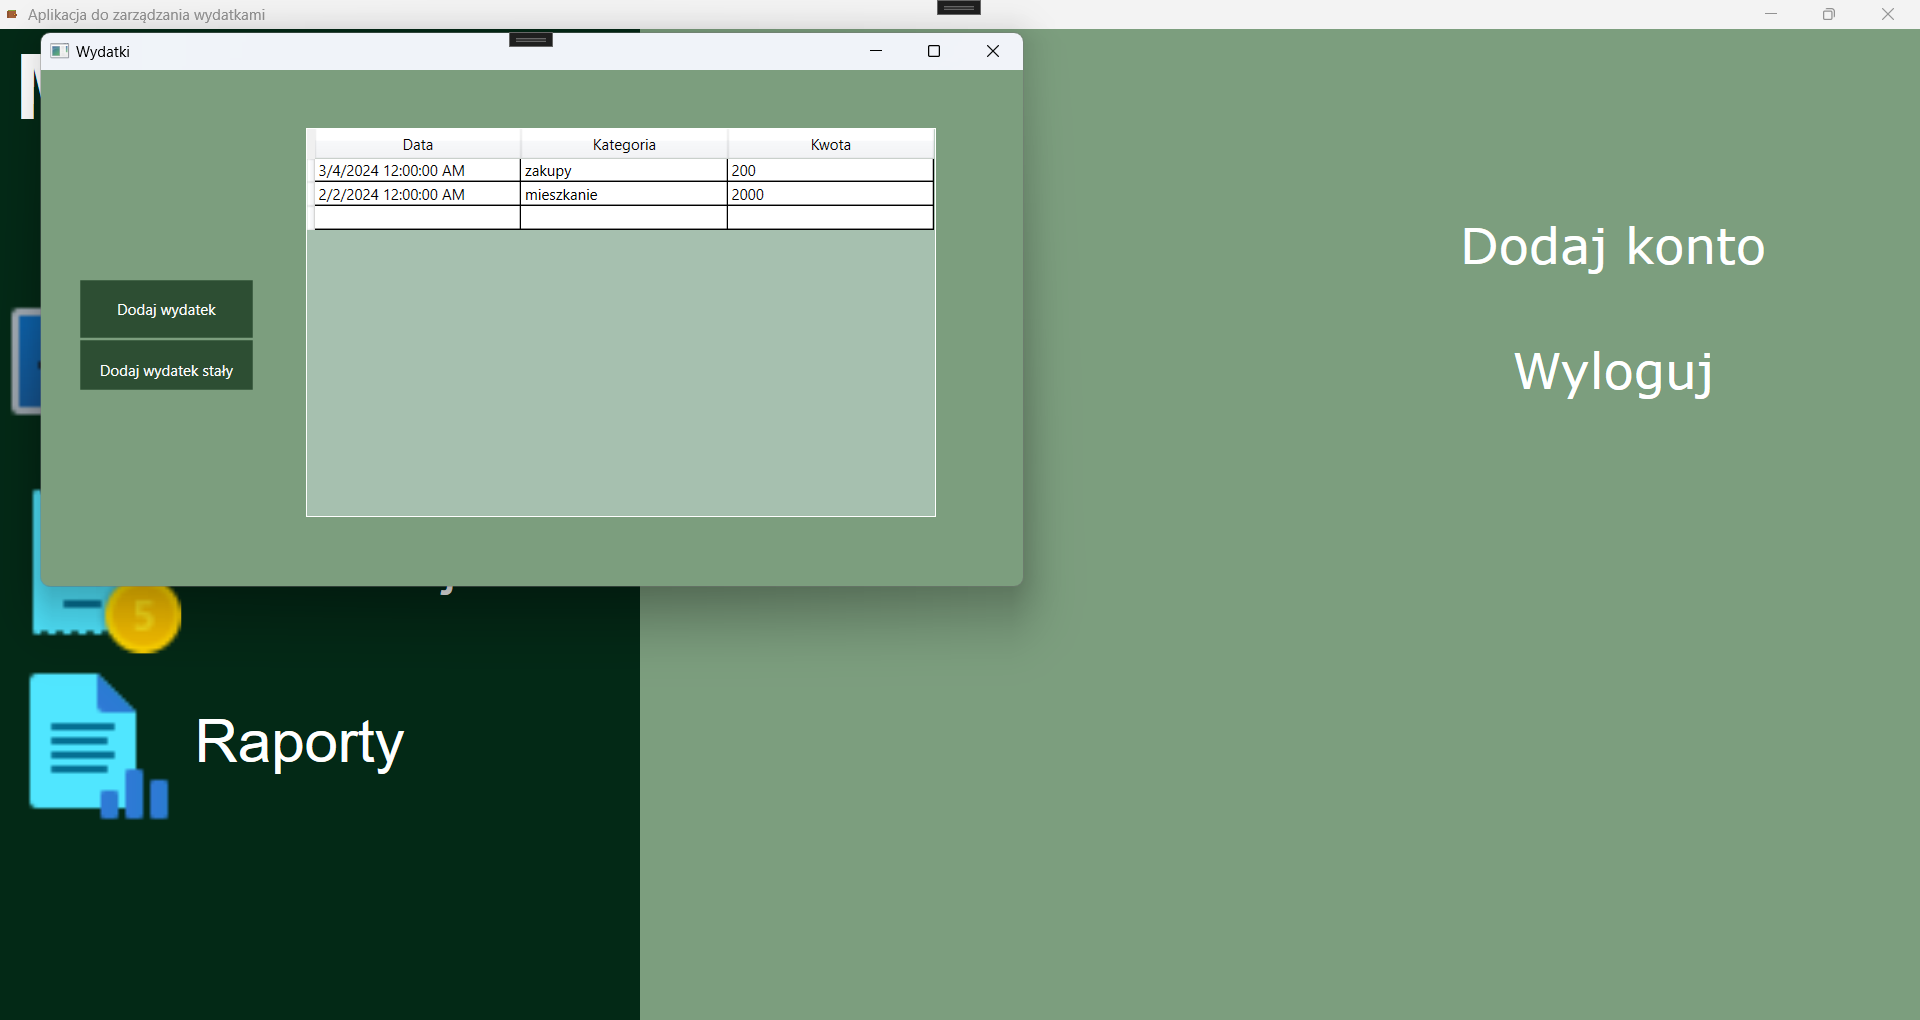 Aplikacja do zarządzania wydatkami
Wydatki
Data Kategoria Kwota
3/4/2024 12:00:00 AM zakupy 200
2/2/2024 12:00:00 AM mieszkanie 2000
Dodaj wydatek
Dodaj wydatek stały
Dodaj konto
Wyloguj
5
Raporty